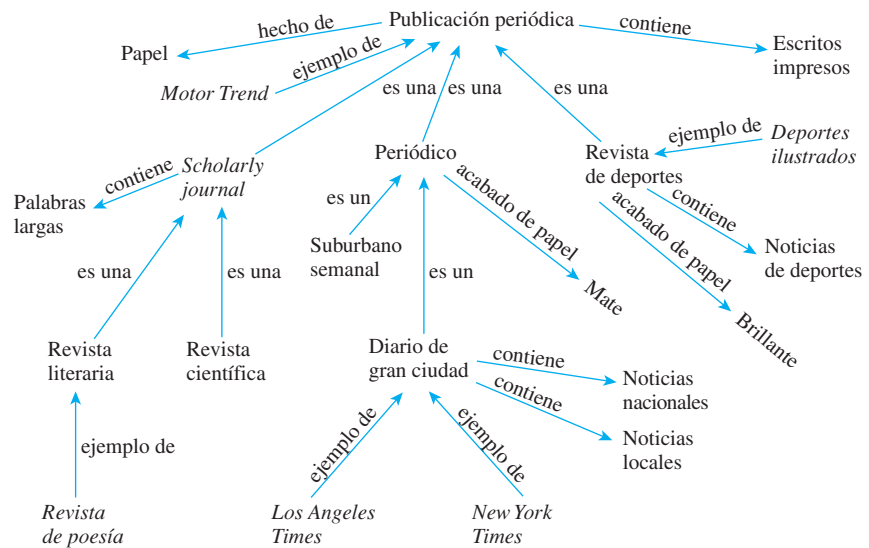 Publicación periódica
hecho de
contiene
Papel
ejemplo de
Escritos
impresos
Motor Trend
es una
es una
es una
ejemplo de
Deportes
ilustrados
Scholarly
journal
contiene
Periódico
Revista
de deportes
Palabras
largas
es un
acabado de papel
contiene
acabado de papel
Suburbano
semanal
Noticias
de deportes
es una
es una
es un
Mate
Brillante
Revista
literaria
Revista
científica
Diario de
gran ciudad
contiene
contiene
Noticias
nacionales
Noticias
locales
ejemplo de
ejemplo de
ejemplo de
Revista
de poesía
Los Angeles
Times
New York
Times